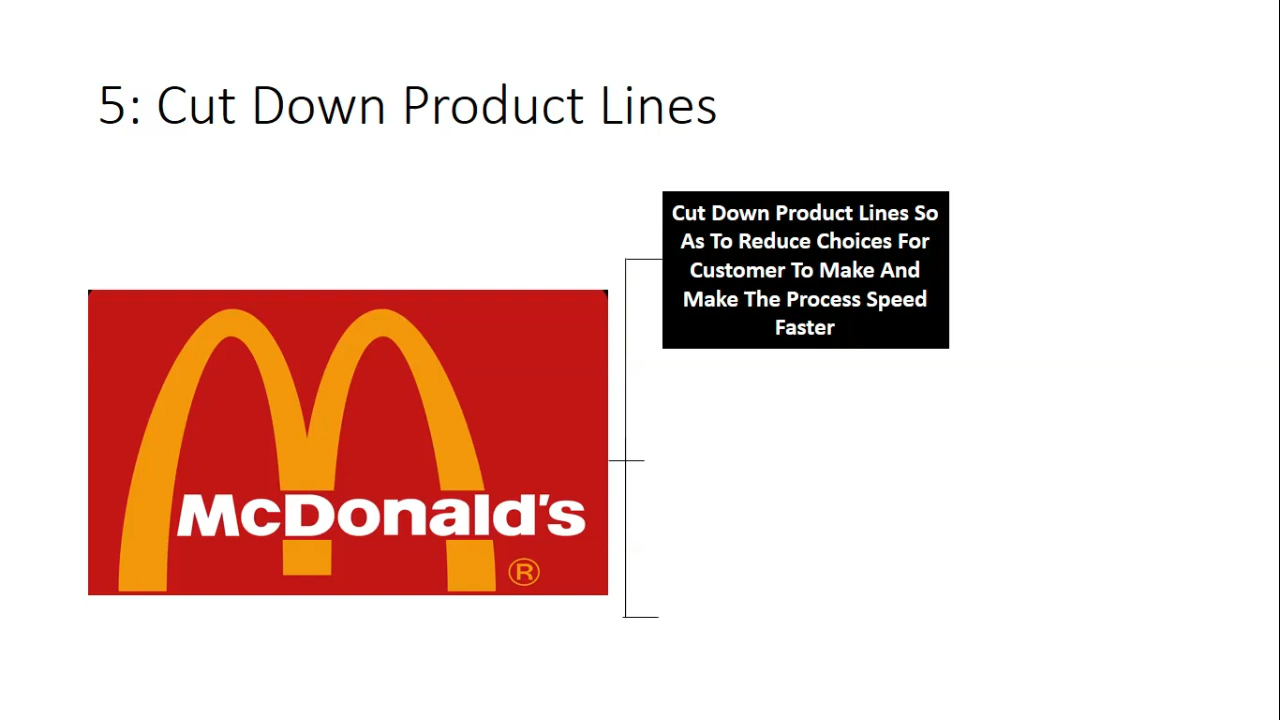 5: Cut Down Product Lines
Cut Down Product Lines So
As To Reduce Choices For
Customer To Make And
Make The Process Speed
Faster
McDonald's
®